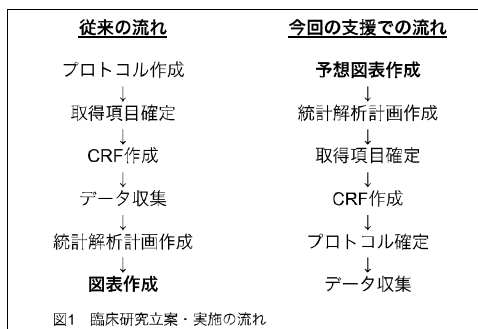 従来の流れ
プロトコル作成
↓
取得項目確定
↓
CRF作成
↓
データ収集
↓
統計解析計画作成
↓
図表作成
今回の支援での流れ
予想図表作成
↓
統計解析計画作成
↓
取得項目確定
↓
CRF作成
↓
プロトコル確定
↓
データ収集
図1 臨床研究立案・実施の流れ